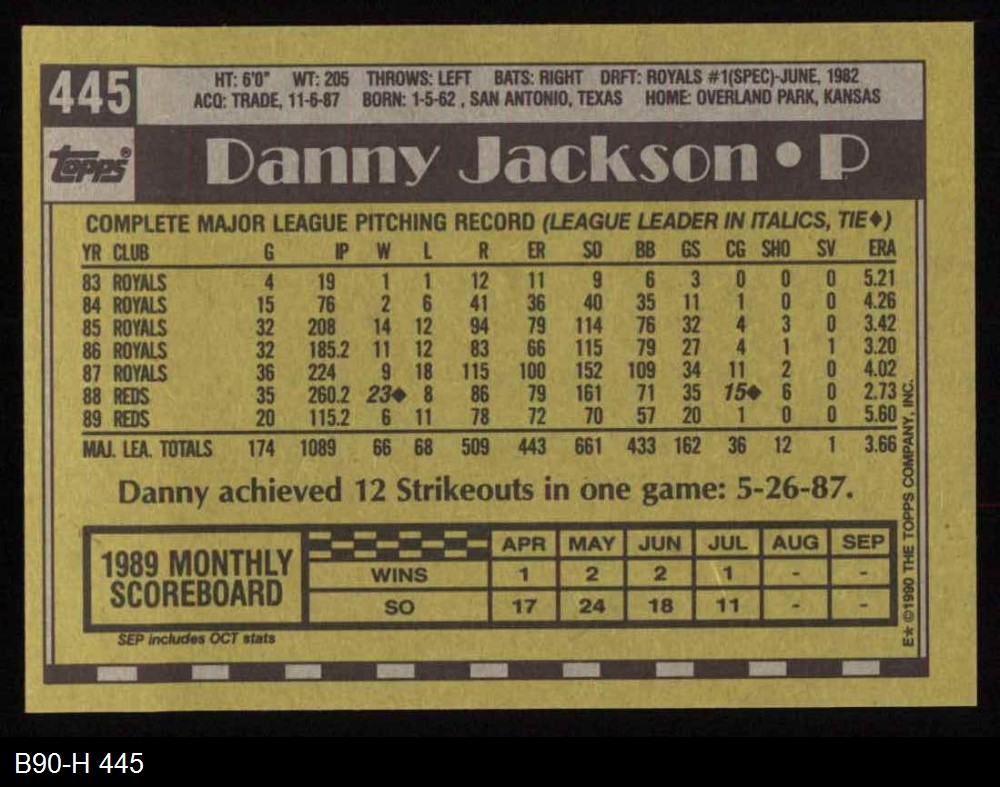 445
HT: 6'0" WT: 205 THROWS: LEFT BATS: RIGHT DRFT: ROYALS #1(SPEC)-JUNE, 1982
ACQ: TRADE, 11-6-87 BORN: 1-5-62 , SAN ANTONIO, TEXAS HOME: OVERLAND PARK, KANSAS
topps®
Danny Jackson • P
COMPLETE MAJOR LEAGUE PITCHING RECORD (LEAGUE LEADER IN ITALICS, TIE♦)
YR CLUB G IP W L R ER SO BB GS CG SHO SV ERA
83 ROYALS 4 19 1 1 12 11 9 6 3 0 0 0 5.21
84 ROYALS 15 76 2 6 41 36 40 35 11 1 0 0 4.26
85 ROYALS 32 208 14 12 94 79 114 76 32 4 3 0 3.42
86 ROYALS 32 185.2 11 12 83 66 115 79 27 4 1 1 3.20
87 ROYALS 36 224 9 18 115 100 152 109 34 11 2 0 4.02
88 REDS 35 260.2 23♦ 8 86 79 161 71 35 15♦ 6 0 2.73
89 REDS 20 115.2 6 11 78 72 70 57 20 1 0 0 5.60
MAJ. LEA. TOTALS 174 1089 66 68 509 443 661 433 162 36 12 1 3.66
Danny achieved 12 Strikeouts in one game: 5-26-87.
1989 MONTHLY
SCOREBOARD
APR MAY JUN JUL AUG SEP
WINS 1 2 2 1 - -
SO 17 24 18 11 - -
SEP includes OCT stats
E★ ©1990 THE TOPPS COMPANY, INC.
B90-H 445